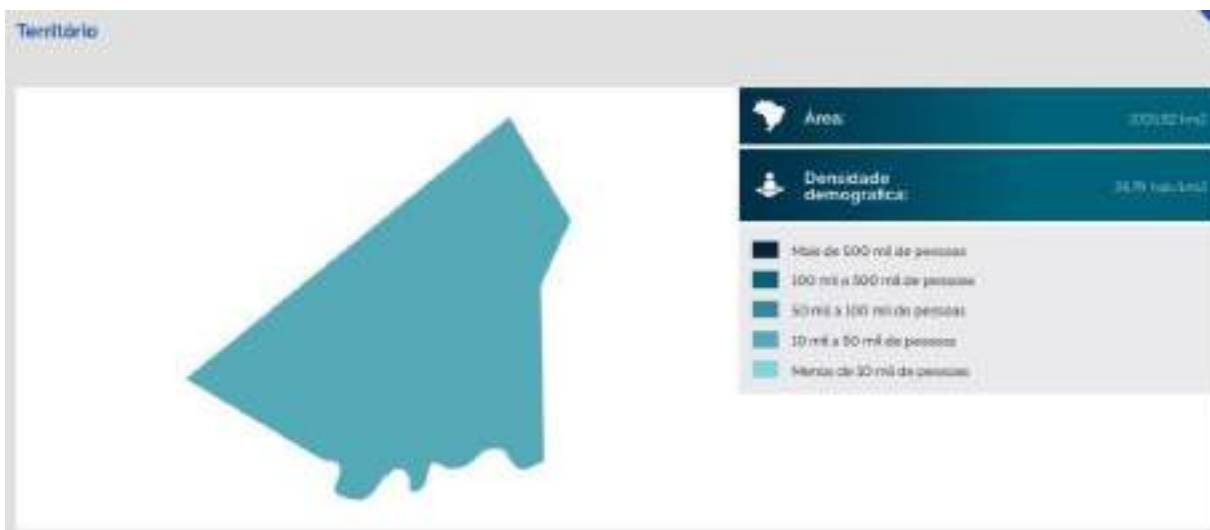 Território
Área:
Densidade
demográfica:
Mais de 500 mil de pessoas
100 mil a 500 mil de pessoas
50 mil a 100 mil de pessoas
10 mil a 50 mil de pessoas
Menos de 10 mil de pessoas